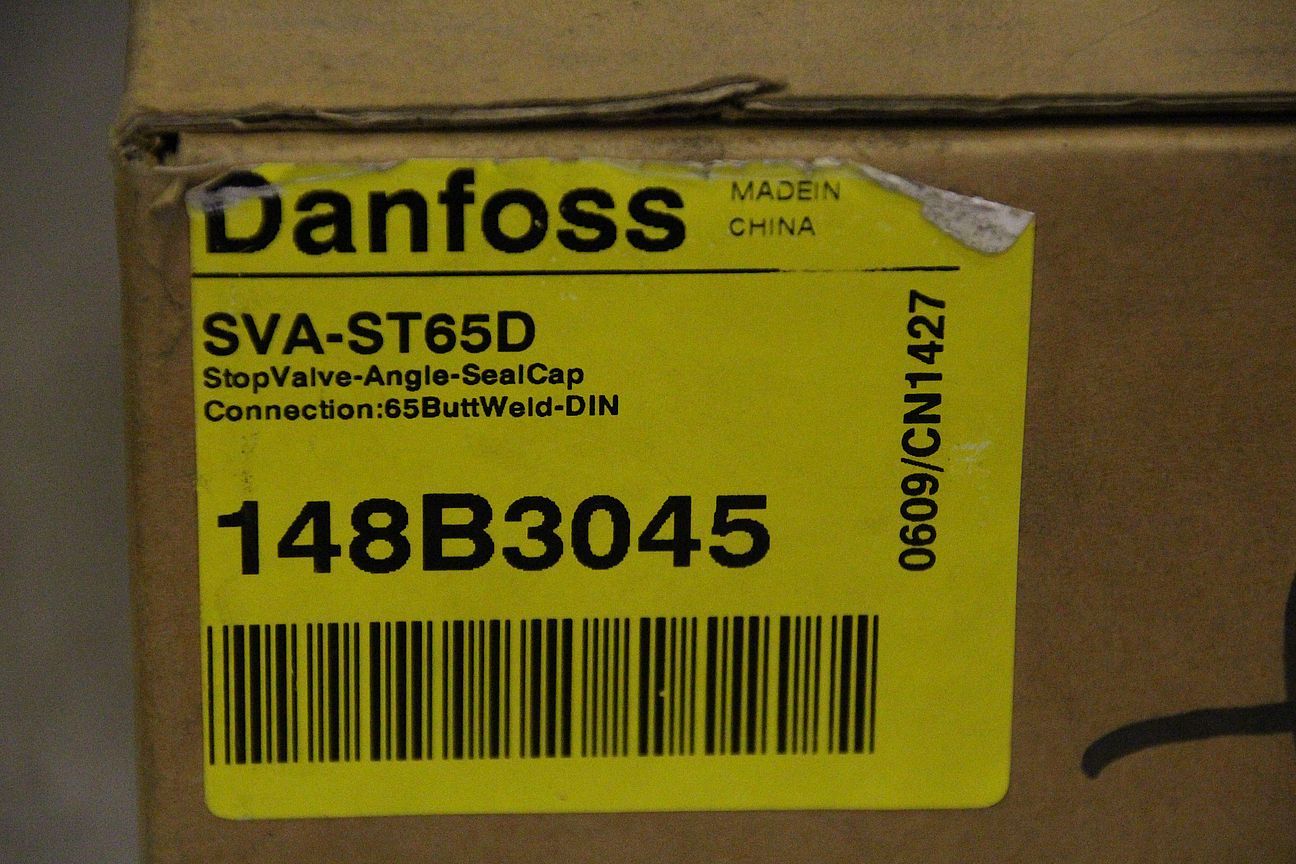 Danfoss
MADEIN
CHINA
SVA-ST65D
StopValve-Angle-SealCap
Connection:65ButtWeld-DIN
148B3045
0609/CN1427